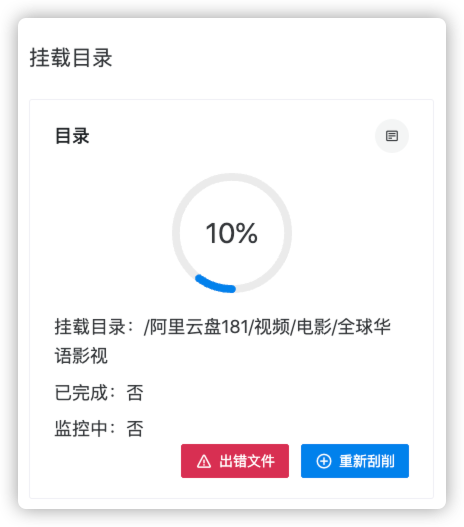 挂载目录
目录
10%
挂载目录：/阿里云盘181/视频/电影/全球华
语影视
已完成：否
监控中：否
出错文件
重新刮削